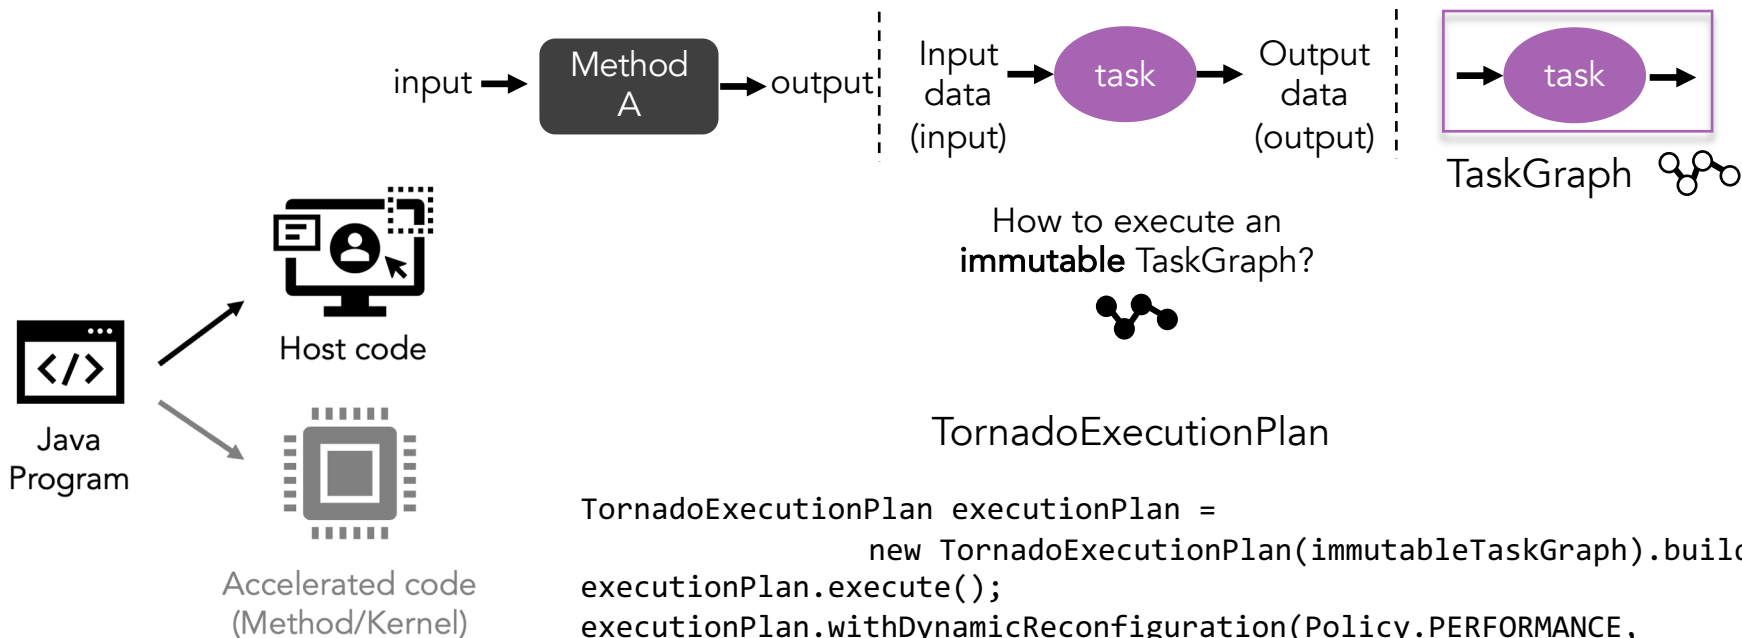 input
Method
A
output
Input
data
(input)
task
Output
data
(output)
task
TaskGraph
How to execute an
immutable TaskGraph?
Host code
Java
Program
Accelerated code
(Method/Kernel)
TornadoExecutionPlan
TornadoExecutionPlan executionPlan =
new TornadoExecutionPlan(immutableTaskGraph).build
executionPlan.execute();
executionPlan.withDynamicReconfiguration(Policy.PERFORMANCE,